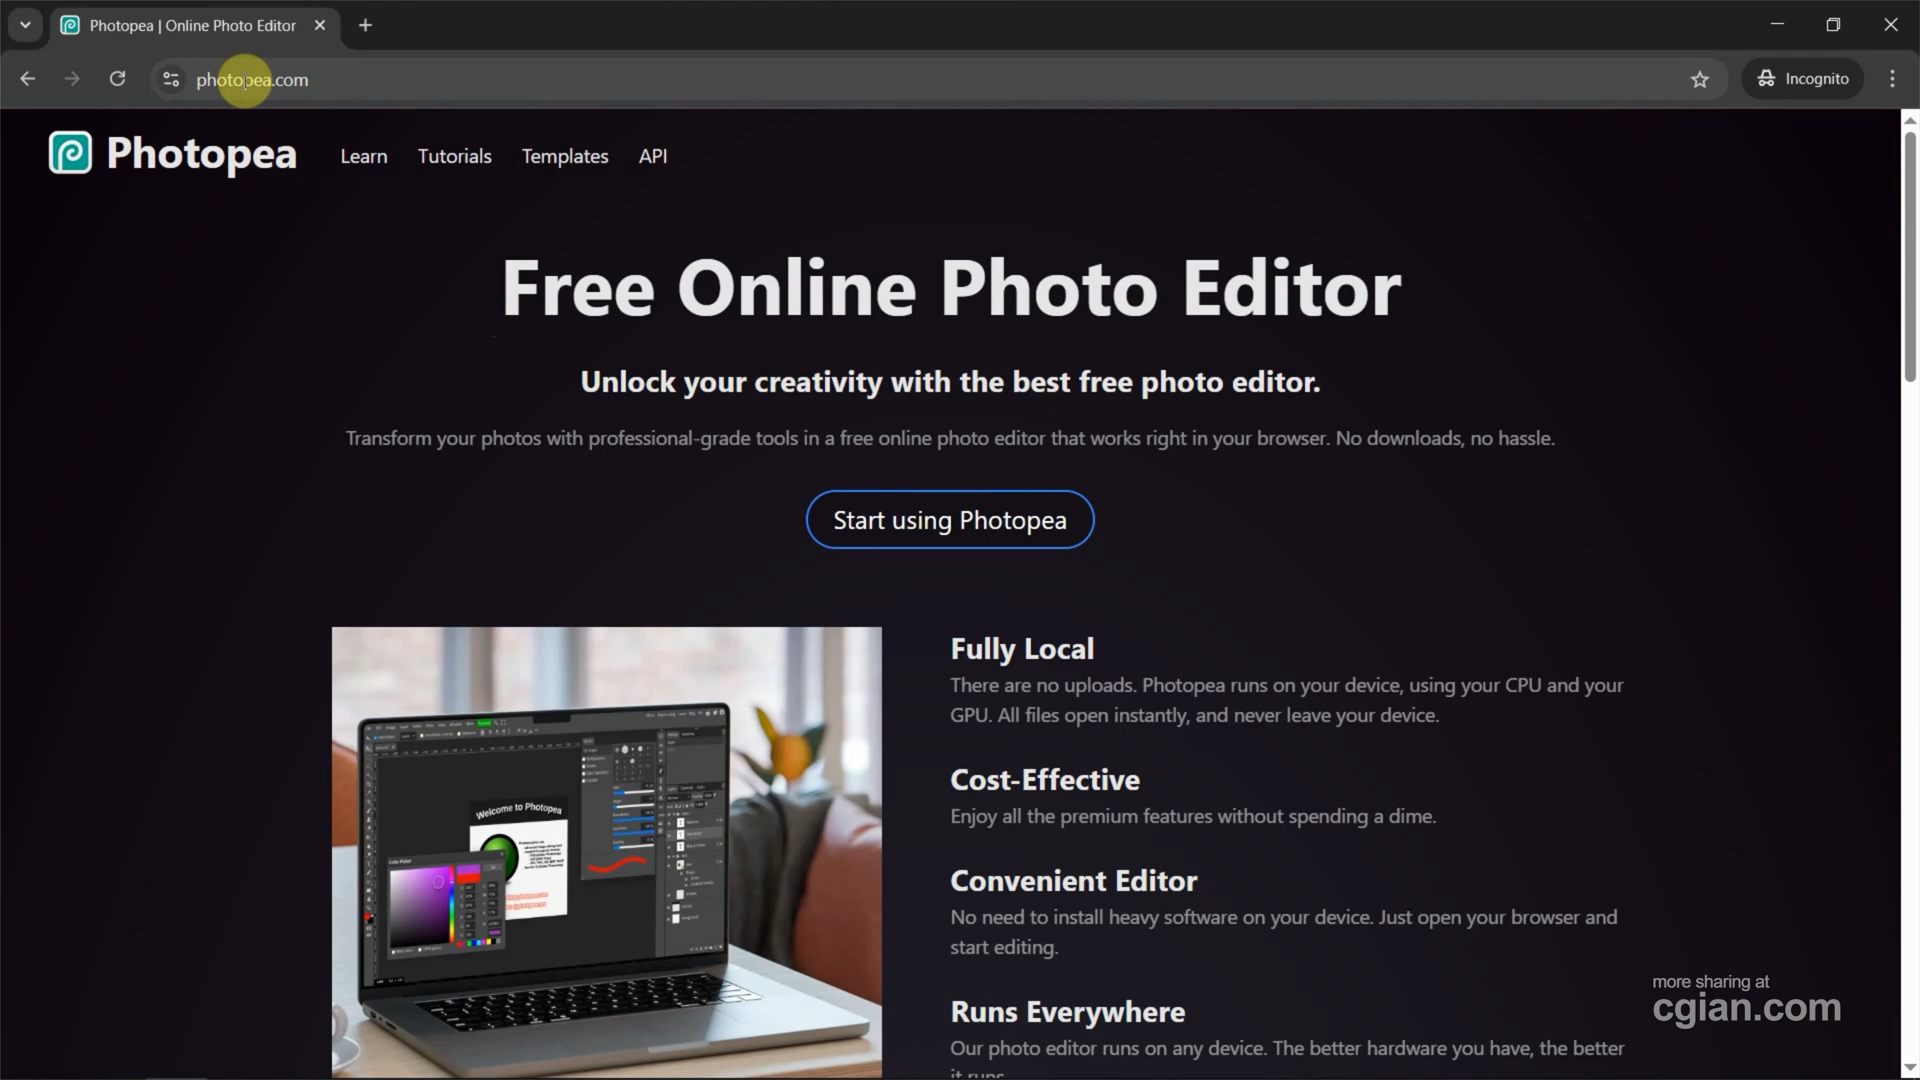 Photopea | Online Photo Editor
photopea.com
Incognito
Photopea Learn Tutorials Templates API
Free Online Photo Editor
Unlock your creativity with the best free photo editor.
Transform your photos with professional-grade tools in a free online photo editor that works right in your browser. No downloads, no hassle.
Start using Photopea
Welcome to Photopea
Color Picker
Fully Local
There are no uploads. Photopea runs on your device, using your CPU and your
GPU. All files open instantly, and never leave your device.
Cost-Effective
Enjoy all the premium features without spending a dime.
Convenient Editor
No need to install heavy software on your device. Just open your browser and
start editing.
Runs Everywhere
Our photo editor runs on any device. The better hardware you have, the better
it runs.
more sharing at
cgian.com